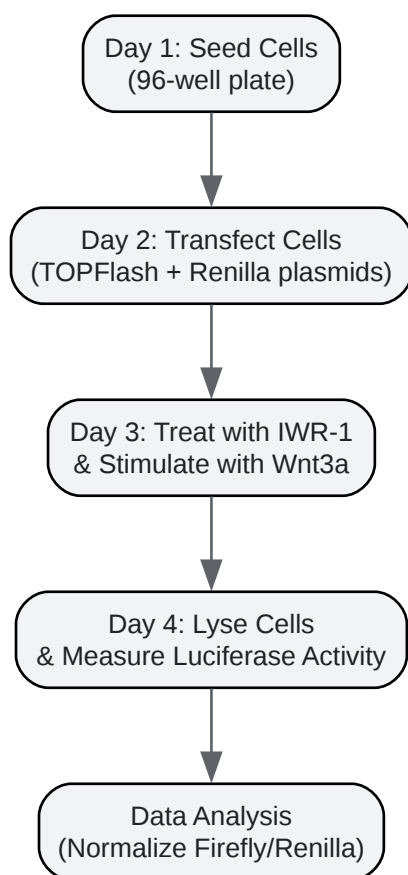 Day 1: Seed Cells
(96-well plate)
Day 2: Transfect Cells
(TOPFlash + Renilla plasmids)
Day 3: Treat with IWR-1
& Stimulate with Wnt3a
Day 4: Lyse Cells
& Measure Luciferase Activity
Data Analysis
(Normalize Firefly/Renilla)